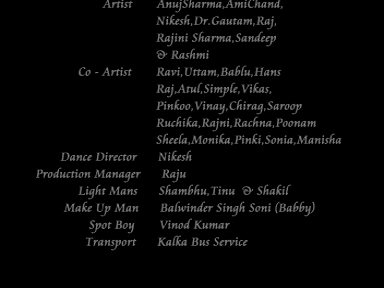 Artist AnujSharma,AmiChand,
Nikesh,Dr.Gautam,Raj,
Rajini Sharma,Sandeep
& Rashmi
Co - Artist Ravi,Uttam,Bablu,Hans
Raj,Atul,Simple,Vikas,
Pinkoo,Vinay,Chirag,Saroop
Ruchika,Rajni,Rachna,Poonam
Sheela,Monika,Pinki,Sonia,Manisha
Dance Director Nikesh
Production Manager Raju
Light Mans Shambhu,Tinu & Shakil
Make Up Man Balwinder Singh Soni (Babby)
Spot Boy Vinod Kumar
Transport Kalka Bus Service